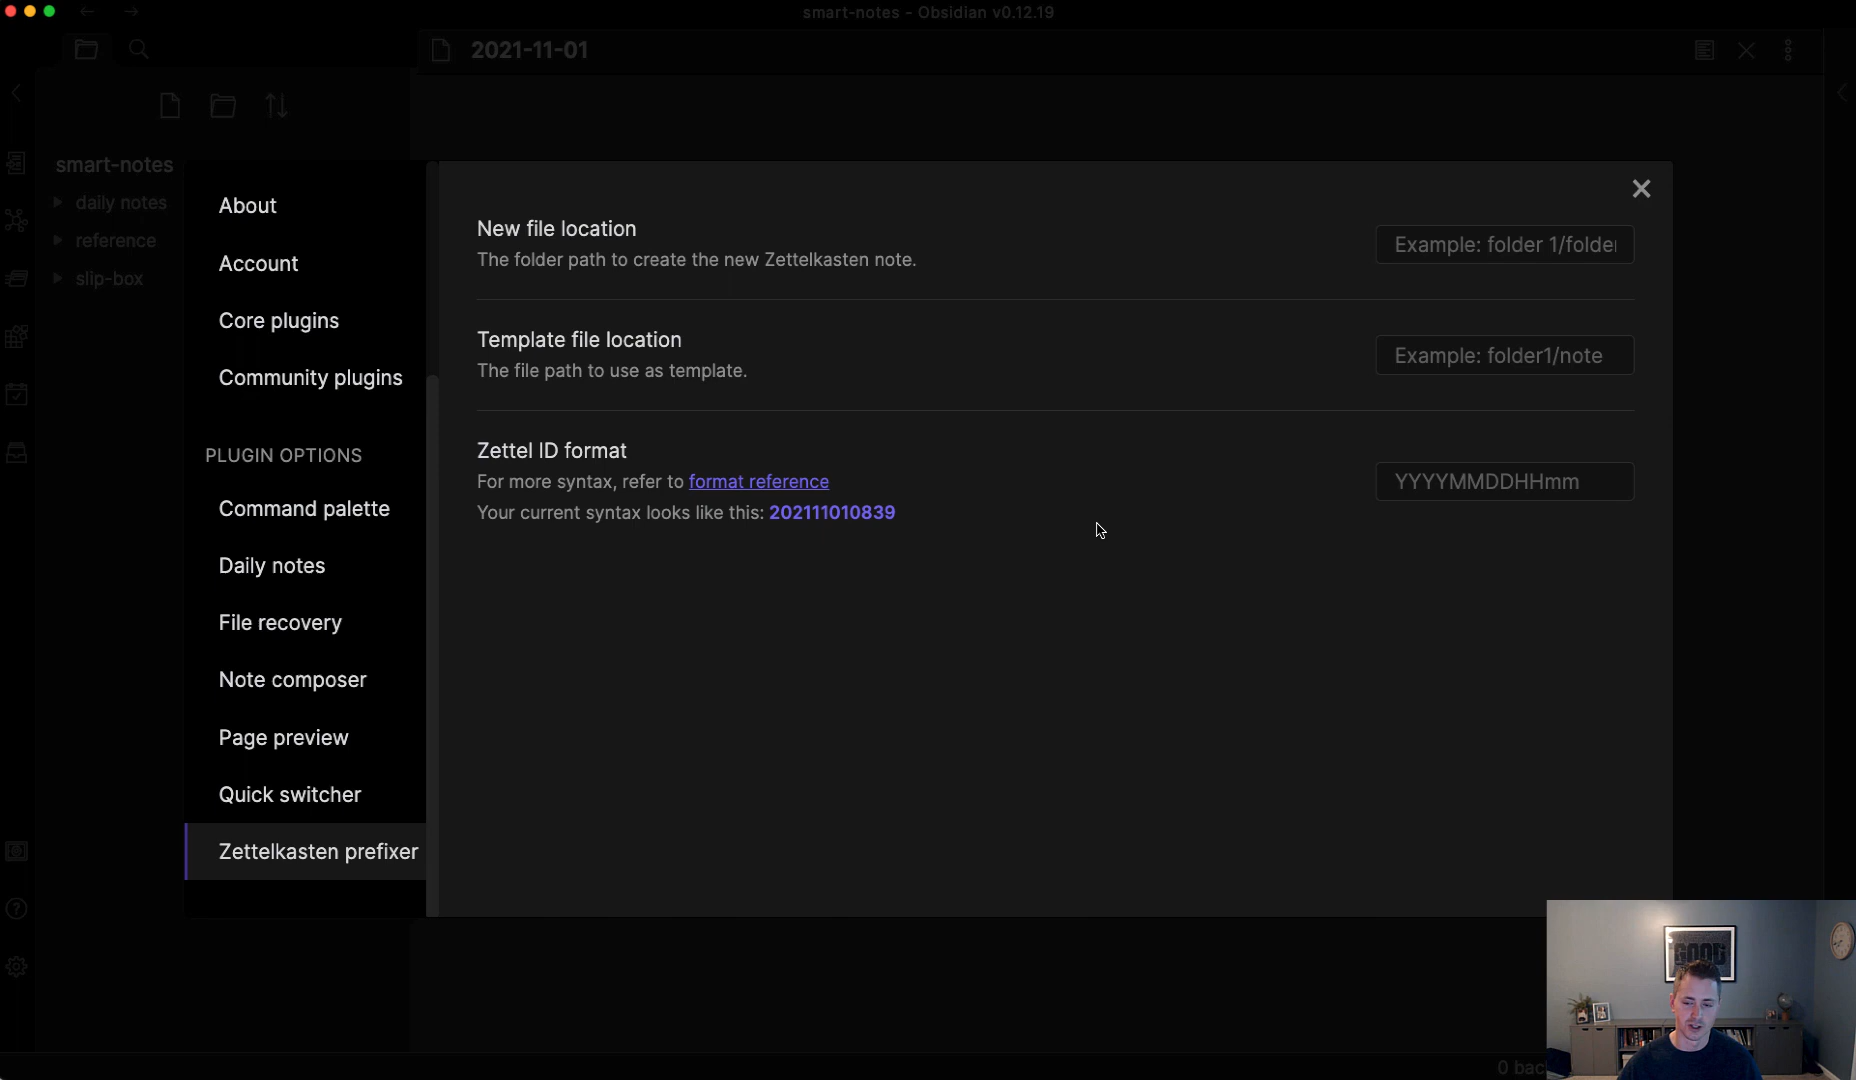 smart-notes - Obsidian v0.12.19
2021-11-01
smart-notes
daily notes
reference
slip-box
About
Account
Core plugins
Community plugins
PLUGIN OPTIONS
Command palette
Daily notes
File recovery
Note composer
Page preview
Quick switcher
Zettelkasten prefixer
New file location
The folder path to create the new Zettelkasten note.
Example: folder 1/folder
Template file location
The file path to use as template.
Example: folder1/note
Zettel ID format
For more syntax, refer to format reference
Your current syntax looks like this: 202111010839
YYYYMMDDHHmm
0 bac
GOOD